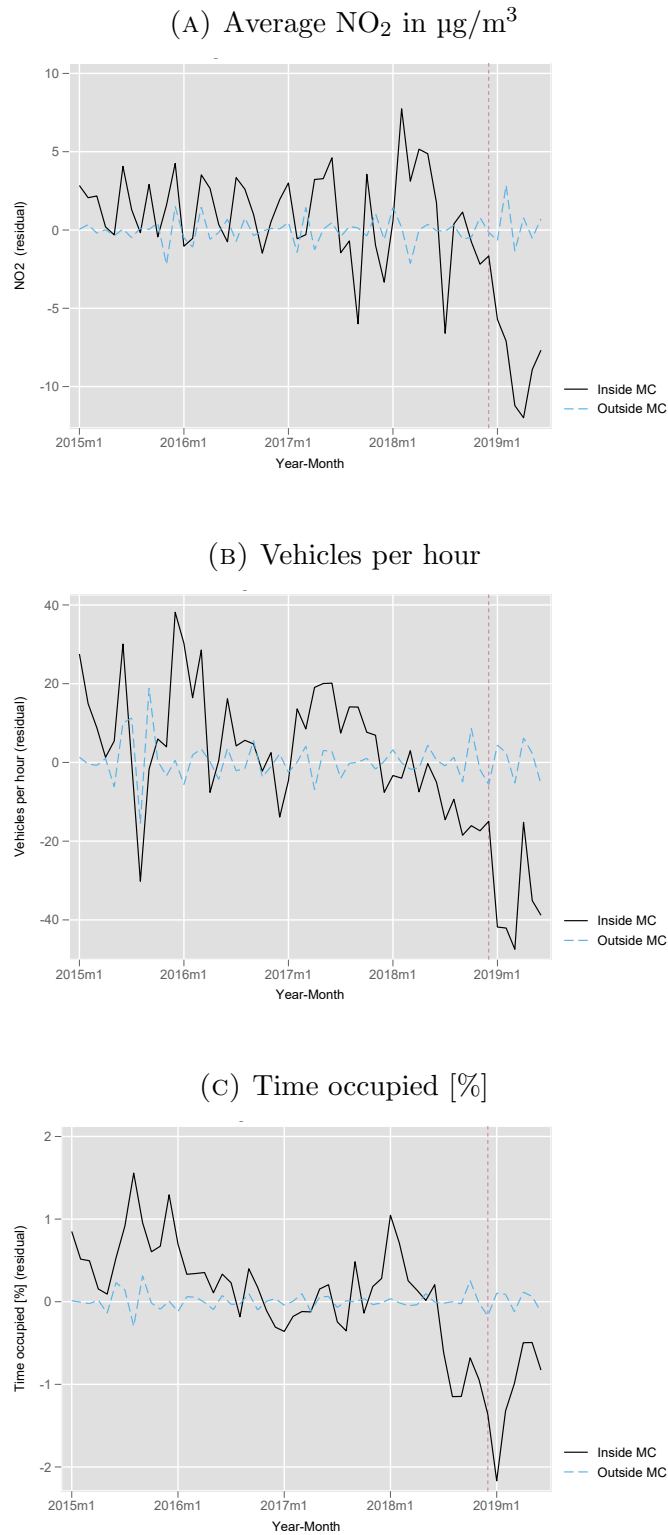 (A) Average NO₂ in µg/m³
10
5
0
-5
-10
NO2 (residual)
2015m1 2016m1 2017m1 2018m1 2019m1
Year-Month
Inside MC
Outside MC
(B) Vehicles per hour
40
20
0
-20
-40
Vehicles per hour (residual)
2015m1 2016m1 2017m1 2018m1 2019m1
Year-Month
Inside MC
Outside MC
(C) Time occupied [%]
2
1
0
-1
-2
Time occupied [%] (residual)
2015m1 2016m1 2017m1 2018m1 2019m1
Year-Month
Inside MC
Outside MC